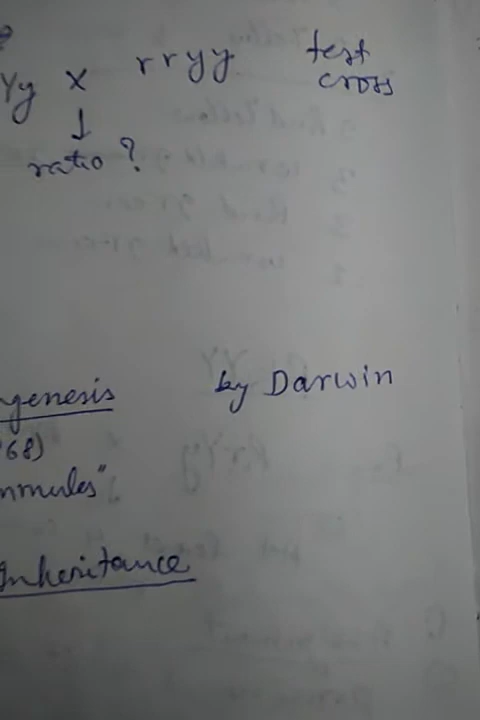 Yy × rryy test
cross
↓
ratio ?
genesis by Darwin
68)
mmules"
Inheritance